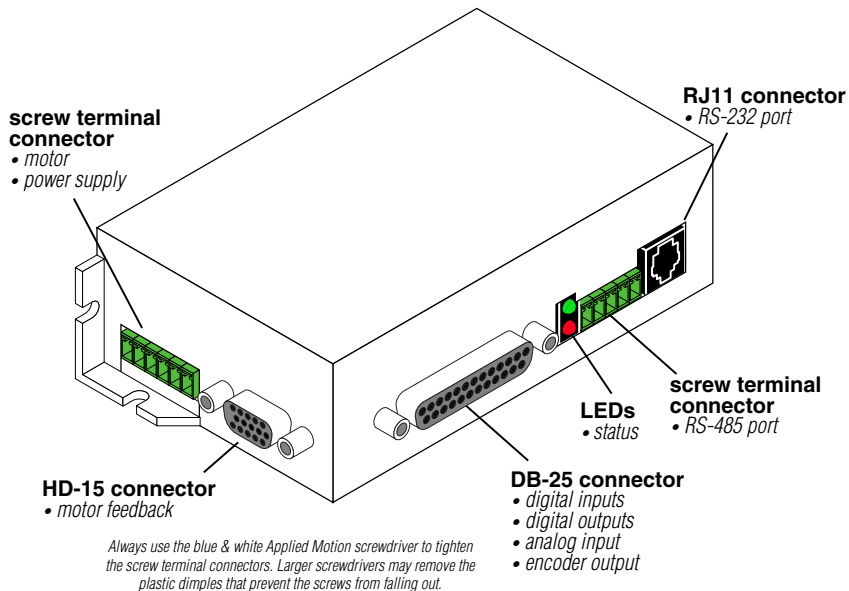 screw terminal
connector
• motor
• power supply
RJ11 connector
• RS-232 port
screw terminal
connector
• RS-485 port
LEDs
• status
DB-25 connector
• digital inputs
• digital outputs
• analog input
• encoder output
HD-15 connector
• motor feedback
Always use the blue & white Applied Motion screwdriver to tighten
the screw terminal connectors. Larger screwdrivers may remove the
plastic dimples that prevent the screws from falling out.